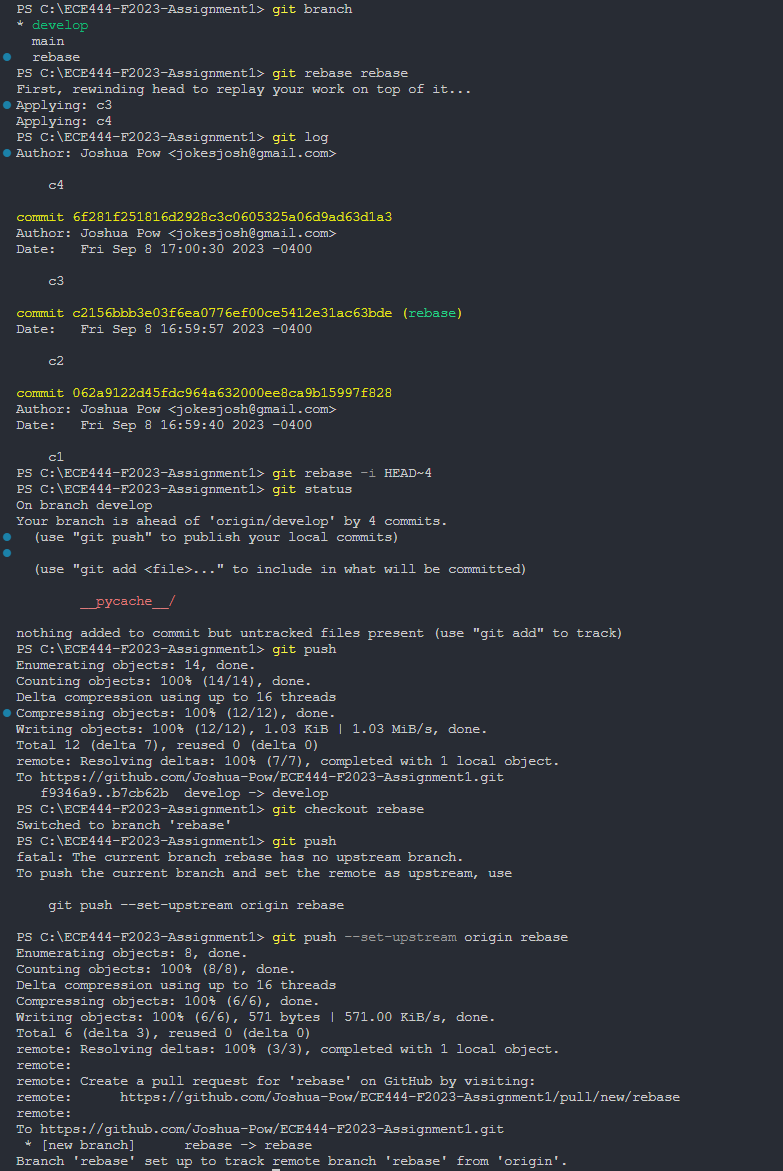 PS C:\ECE444-F2023-Assignment1> git branch
* develop
  main
  rebase
PS C:\ECE444-F2023-Assignment1> git rebase rebase
First, rewinding head to replay your work on top of it...
Applying: c3
Applying: c4
PS C:\ECE444-F2023-Assignment1> git log
Author: Joshua Pow <jokesjosh@gmail.com>
    c4
commit 6f281f251816d2928c3c0605325a06d9ad63d1a3
Author: Joshua Pow <jokesjosh@gmail.com>
Date:   Fri Sep 8 17:00:30 2023 -0400
    c3
commit c2156bbb3e03f6ea0776ef00ce5412e31ac63bde (rebase)
Date:   Fri Sep 8 16:59:57 2023 -0400
    c2
commit 062a9122d45fdc964a632000ee8ca9b15997f828
Author: Joshua Pow <jokesjosh@gmail.com>
Date:   Fri Sep 8 16:59:40 2023 -0400
    c1
PS C:\ECE444-F2023-Assignment1> git rebase -i HEAD~4
PS C:\ECE444-F2023-Assignment1> git status
On branch develop
Your branch is ahead of 'origin/develop' by 4 commits.
  (use "git push" to publish your local commits)
  (use "git add <file>..." to include in what will be committed)
        __pycache__/
nothing added to commit but untracked files present (use "git add" to track)
PS C:\ECE444-F2023-Assignment1> git push
Enumerating objects: 14, done.
Counting objects: 100% (14/14), done.
Delta compression using up to 16 threads
Compressing objects: 100% (12/12), done.
Writing objects: 100% (12/12), 1.03 KiB | 1.03 MiB/s, done.
Total 12 (delta 7), reused 0 (delta 0)
remote: Resolving deltas: 100% (7/7), completed with 1 local object.
To https://github.com/Joshua-Pow/ECE444-F2023-Assignment1.git
   f9346a9..b7cb62b  develop -> develop
PS C:\ECE444-F2023-Assignment1> git checkout rebase
Switched to branch 'rebase'
PS C:\ECE444-F2023-Assignment1> git push
fatal: The current branch rebase has no upstream branch.
To push the current branch and set the remote as upstream, use
    git push --set-upstream origin rebase
PS C:\ECE444-F2023-Assignment1> git push --set-upstream origin rebase
Enumerating objects: 8, done.
Counting objects: 100% (8/8), done.
Delta compression using up to 16 threads
Compressing objects: 100% (6/6), done.
Writing objects: 100% (6/6), 571 bytes | 571.00 KiB/s, done.
Total 6 (delta 3), reused 0 (delta 0)
remote: Resolving deltas: 100% (3/3), completed with 1 local object.
remote:
remote: Create a pull request for 'rebase' on GitHub by visiting:
remote:      https://github.com/Joshua-Pow/ECE444-F2023-Assignment1/pull/new/rebase
remote:
To https://github.com/Joshua-Pow/ECE444-F2023-Assignment1.git
 * [new branch]      rebase -> rebase
Branch 'rebase' set up to track remote branch 'rebase' from 'origin'.